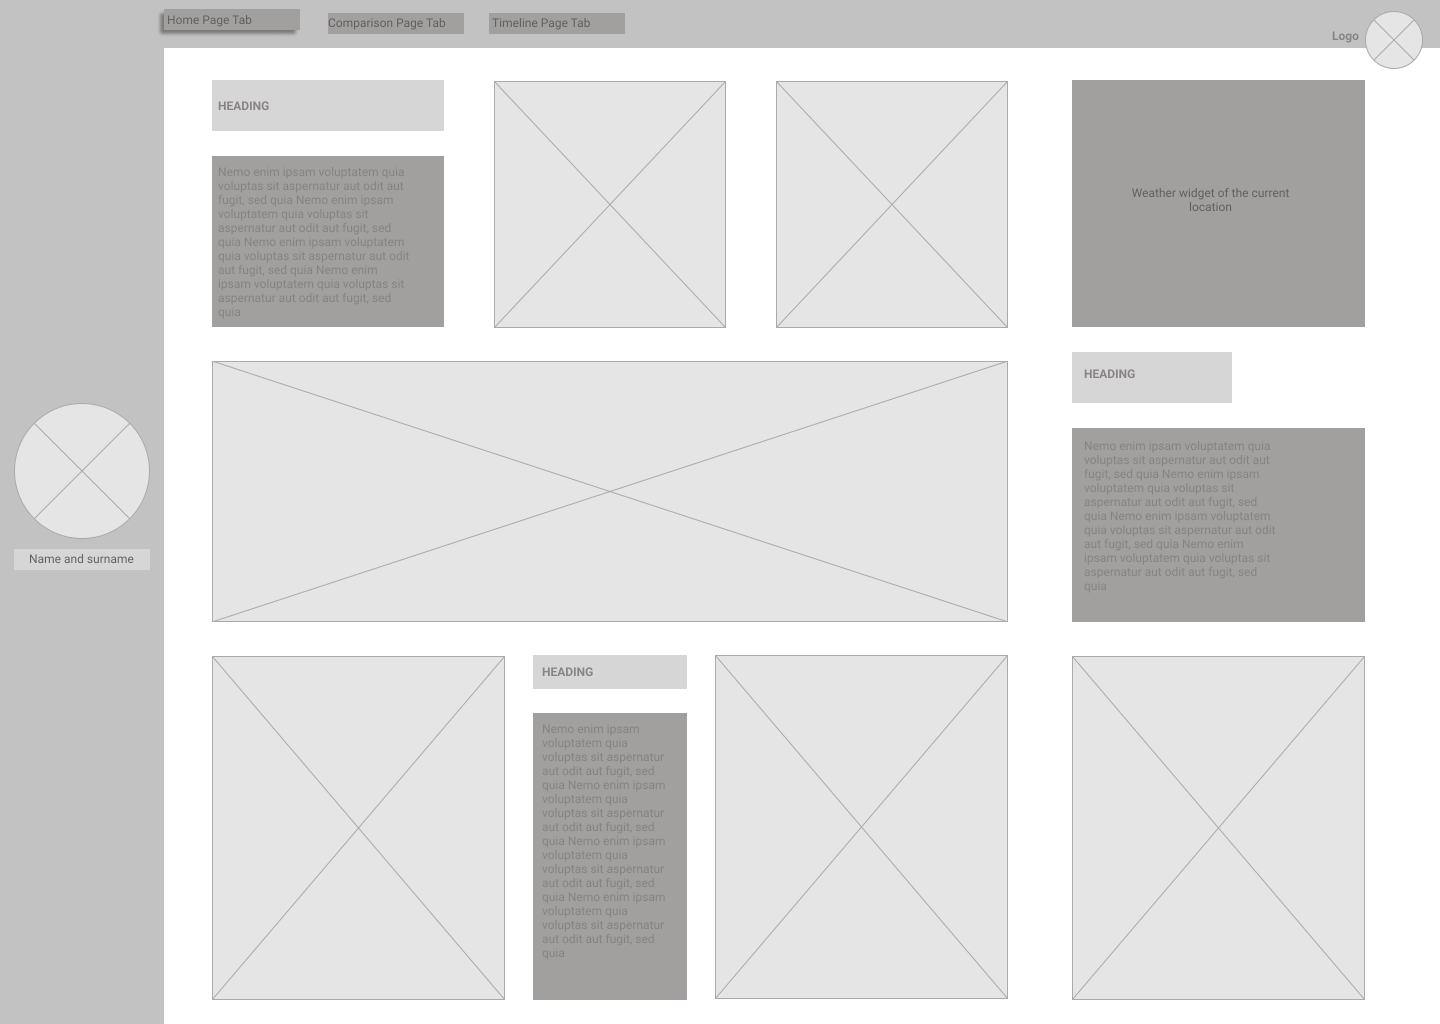 Home Page Tab
Comparison Page Tab
Timeline Page Tab
Logo
HEADING
Nemo enim ipsam voluptatem quia
voluptas sit aspernatur aut odit aut
fugit, sed quia Nemo enim ipsam
voluptatem quia voluptas sit
aspernatur aut odit aut fugit, sed
quia Nemo enim ipsam voluptatem
quia voluptas sit aspernatur aut odit
aut fugit, sed quia Nemo enim
ipsam voluptatem quia voluptas sit
aspernatur aut odit aut fugit, sed
quia
Weather widget of the current
location
HEADING
Nemo enim ipsam voluptatem quia
voluptas sit aspernatur aut odit aut
fugit, sed quia Nemo enim ipsam
voluptatem quia voluptas sit
aspernatur aut odit aut fugit, sed
quia Nemo enim ipsam voluptatem
quia voluptas sit aspernatur aut odit
aut fugit, sed quia Nemo enim
ipsam voluptatem quia voluptas sit
aspernatur aut odit aut fugit, sed
quia
Name and surname
HEADING
Nemo enim ipsam
voluptatem quia
voluptas sit aspernatur
aut odit aut fugit, sed
quia Nemo enim ipsam
voluptatem quia
voluptas sit aspernatur
aut odit aut fugit, sed
quia Nemo enim ipsam
voluptatem quia
voluptas sit aspernatur
aut odit aut fugit, sed
quia Nemo enim ipsam
voluptatem quia
voluptas sit aspernatur
aut odit aut fugit, sed
quia